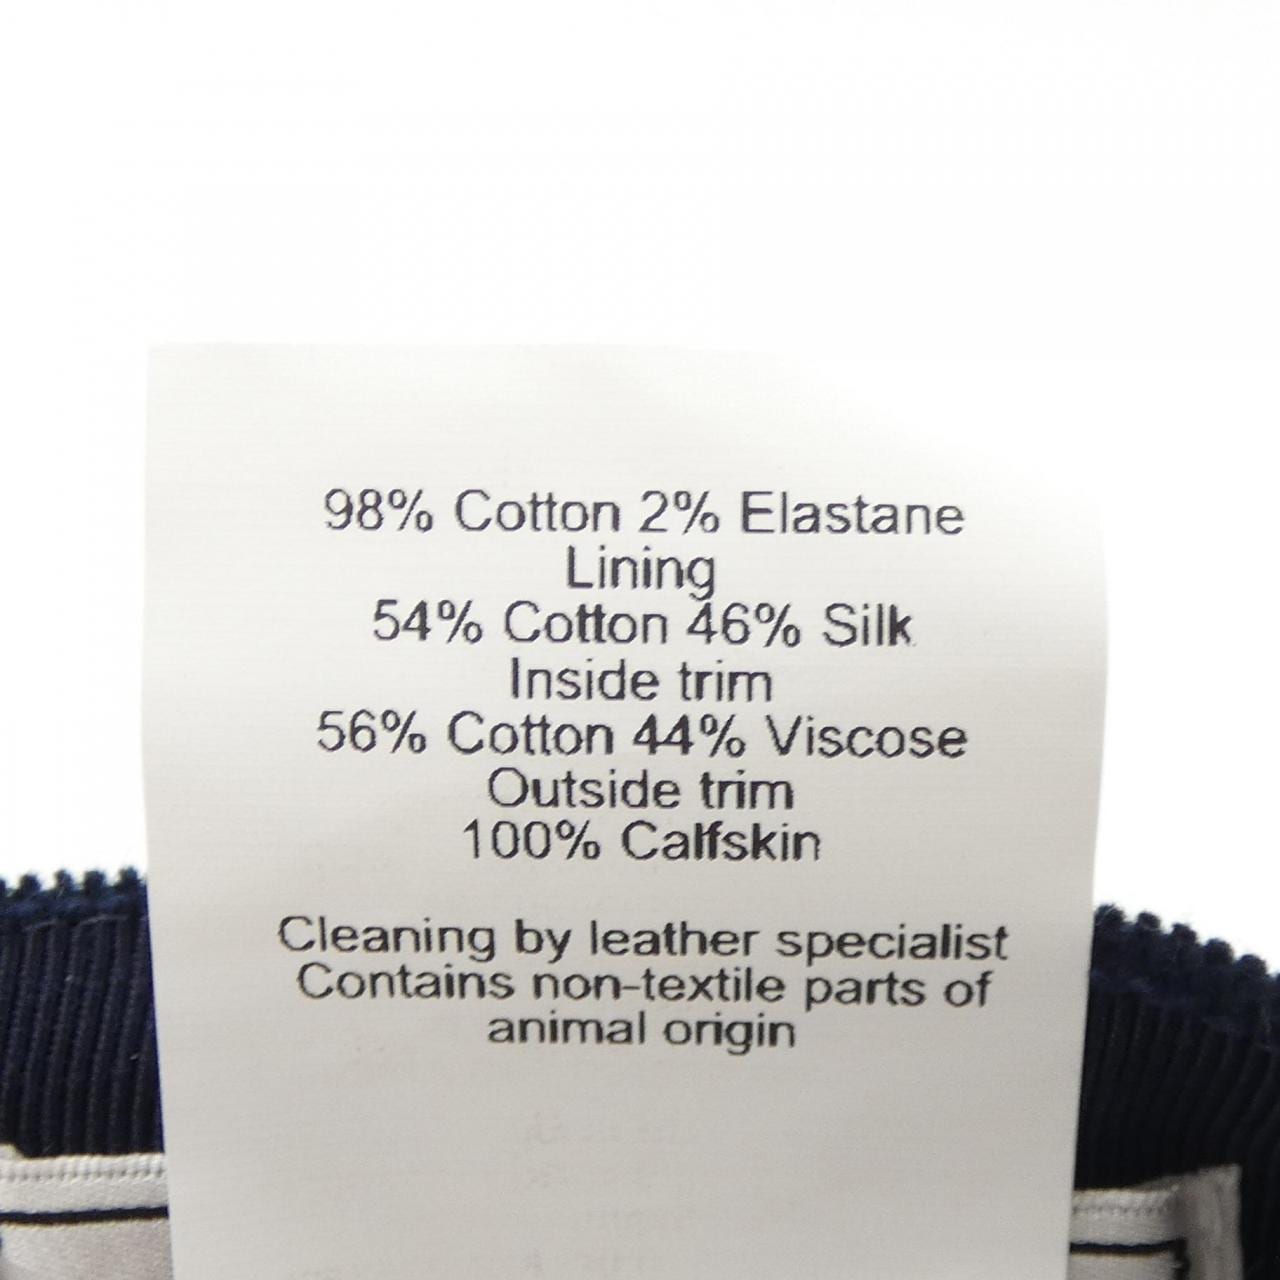 98% Cotton 2% Elastane
Lining
54% Cotton 46% Silk
Inside trim
56% Cotton 44% Viscose
Outside trim
100% Calfskin
Cleaning by leather specialist
Contains non-textile parts of
animal origin